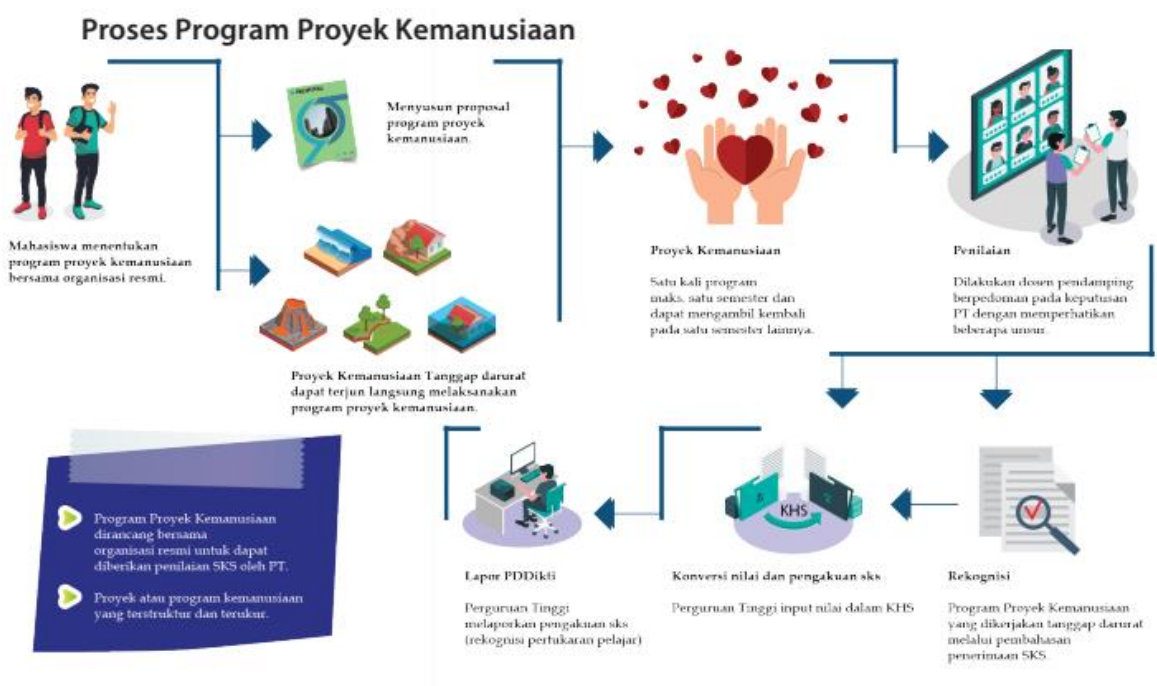 Proses Program Proyek Kemanusiaan
Mahasiswa menentukan
program proyek kemanusiaan
bersama organisasi resmi.
Menyusun proposal
program proyek
kemanusiaan.
Proyek Kemanusiaan Tanggap darurat
dapat terjun langsung melaksanakan
program proyek kemanusiaan.
Proyek Kemanusiaan
Satu kali program
maks. satu semester dan
dapat mengambil kembali
pada satu semester lainnya.
Penilaian
Dilakukan dosen pendamping
berpedoman pada keputusan
PT dengan memperhatikan
beberapa unsur.
Program Proyek Kemanusiaan
dirancang bersama
organisasi resmi untuk dapat
diberikan penilaian SKS oleh PT.
Proyek atau program kemanusiaan
yang terstruktur dan terukur.
Lapor PDDikti
Perguruan Tinggi
melaporkan pengakuan sks
(rekognisi pertukaran pelajar)
KHS
Konversi nilai dan pengakuan sks
Perguruan Tinggi input nilai dalam KHS
Rekognisi
Program Proyek Kemanusiaan
yang dikerjakan tanggap darurat
melalui pembahasan
penerimaan SKS.